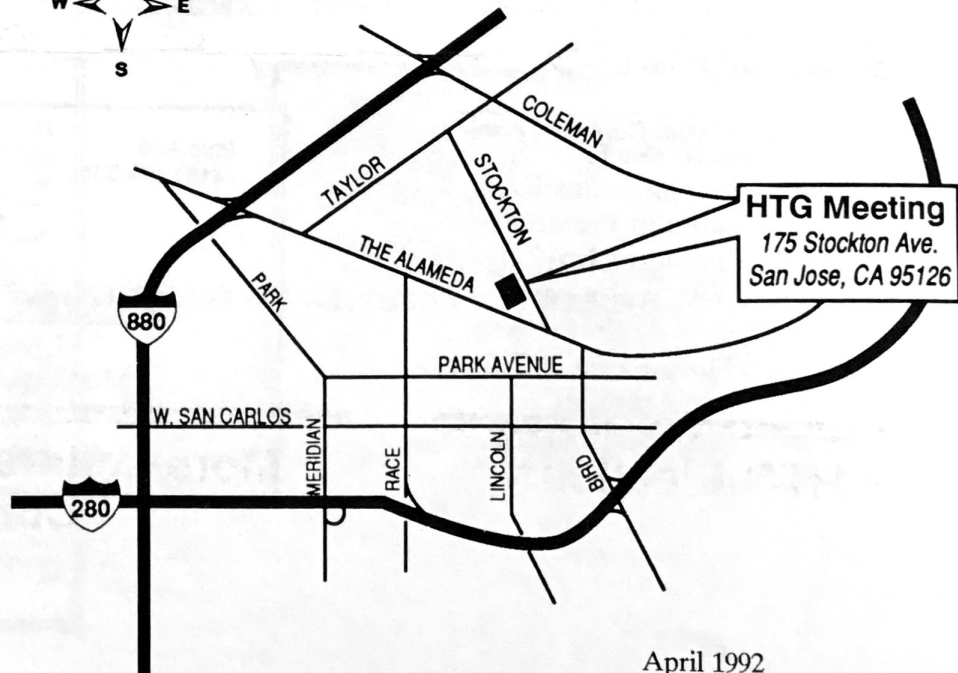 W E
S
COLEMAN
TAYLOR
STOCKTON
HTG Meeting
175 Stockton Ave.
San Jose, CA 95126
THE ALAMEDA
PARK
880
PARK AVENUE
W. SAN CARLOS
MERIDIAN
RACE
LINCOLN
BIRD
280
April 1992